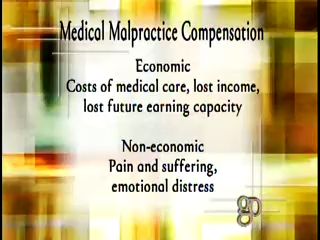 Medical Malpractice Compensation
Economic
Costs of medical care, lost income,
lost future earning capacity
Non-economic
Pain and suffering,
emotional distress
gp